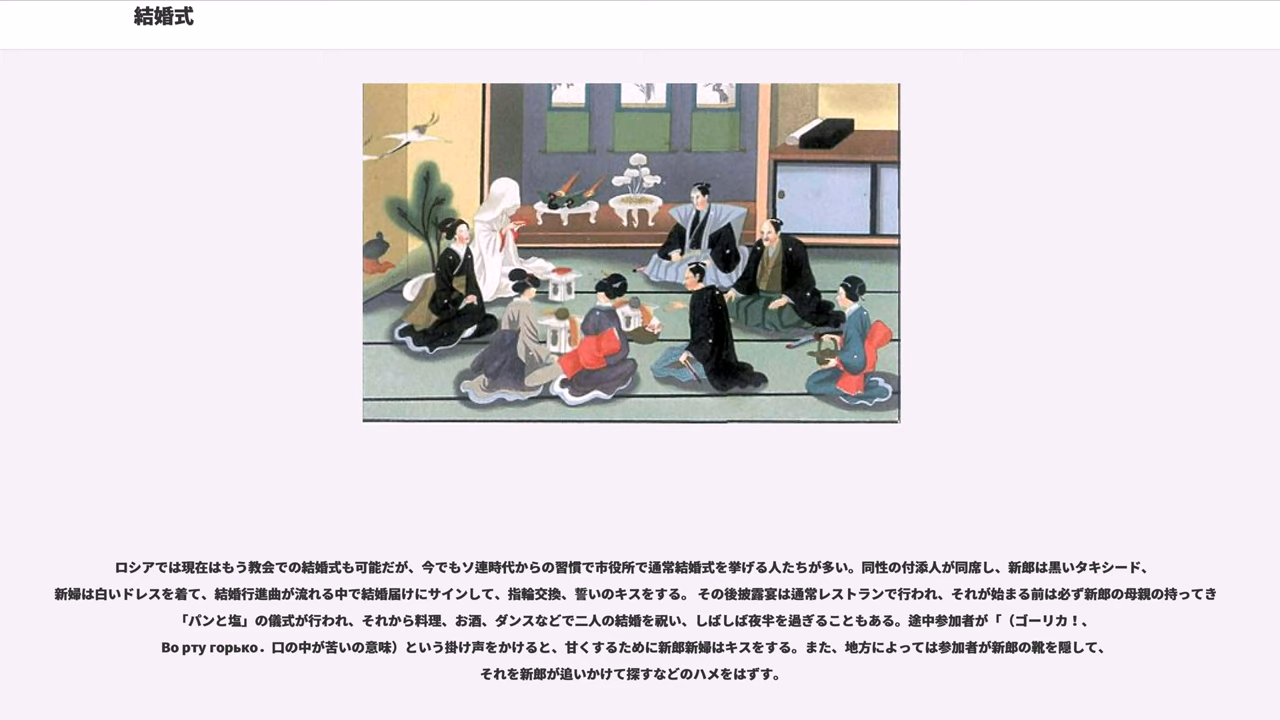 結婚式
ロシアでは現在はもう教会での結婚式も可能だが、今でもソ連時代からの習慣で市役所で通常結婚式を挙げる人たちが多い。同性の付添人が同席し、新郎は黒いタキシード、
新婦は白いドレスを着て、結婚行進曲が流れる中で結婚届けにサインして、指輪交換、誓いのキスをする。 その後披露宴は通常レストランで行われ、それが始まる前は必ず新郎の母親の持ってき
「パンと塩」の儀式が行われ、それから料理、お酒、ダンスなどで二人の結婚を祝い、しばしば夜半を過ぎることもある。途中参加者が「（ゴーリカ！、
Во рту горько．口の中が苦いの意味）という掛け声をかけると、甘くするために新郎新婦はキスをする。また、地方によっては参加者が新郎の靴を隠して、
それを新郎が追いかけて探すなどのハメをはずす。